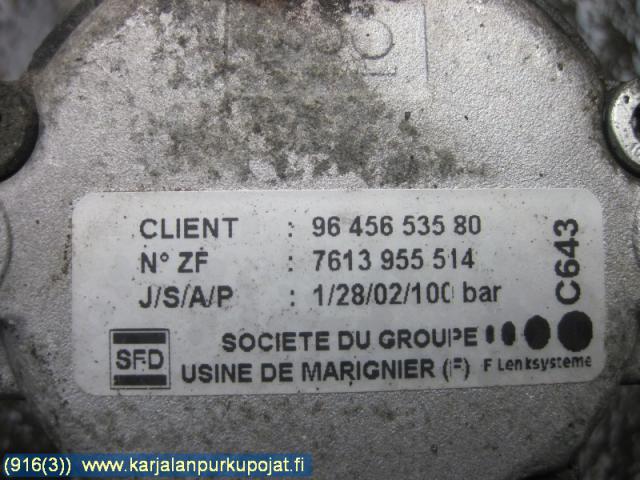 CLIENT : 96 456 535 80
N° ZF : 7613 955 514
J/S/A/P : 1/28/02/100 bar
C643
SFD
SOCIETE DU GROUPE
USINE DE MARIGNIER (F) F Lenksysteme
(916(3)) www.karjalanpurkupojat.fi